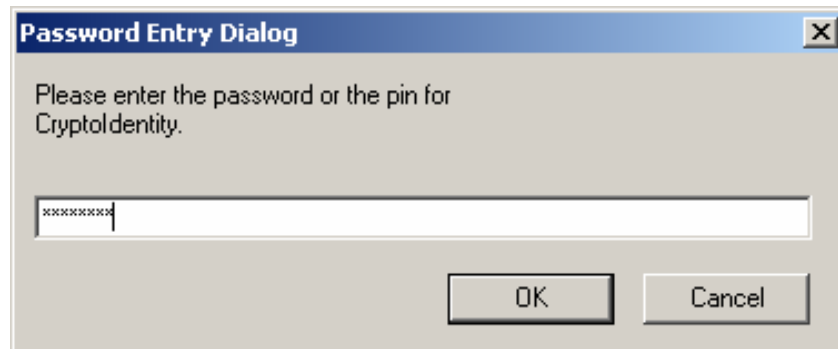 Password Entry Dialog
Please enter the password or the pin for
CryptoIdentity.
********
OK Cancel